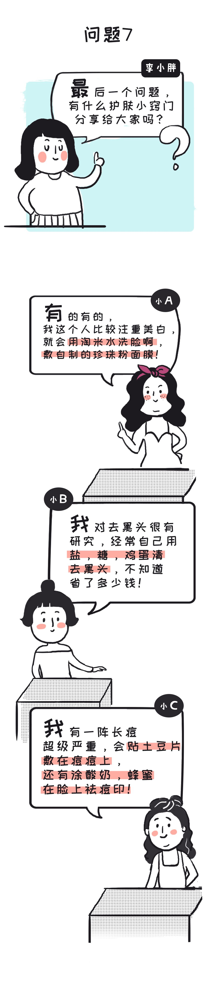 问题7
李小胖
最后一个问题，
有什么护肤小窍门
分享给大家吗？
小A
有的有的，
我这个人比较注重美白，
就会用淘米水洗脸啊，
敷自制的珍珠粉面膜！
小B
我对去黑头很有
研究，经常自己用
盐，糖，鸡蛋清
去黑头，不知道
省了多少钱！
小C
我有一阵长痘
超级严重，会贴土豆片
敷在痘痘上，
还有涂酸奶，蜂蜜
在脸上祛痘印！